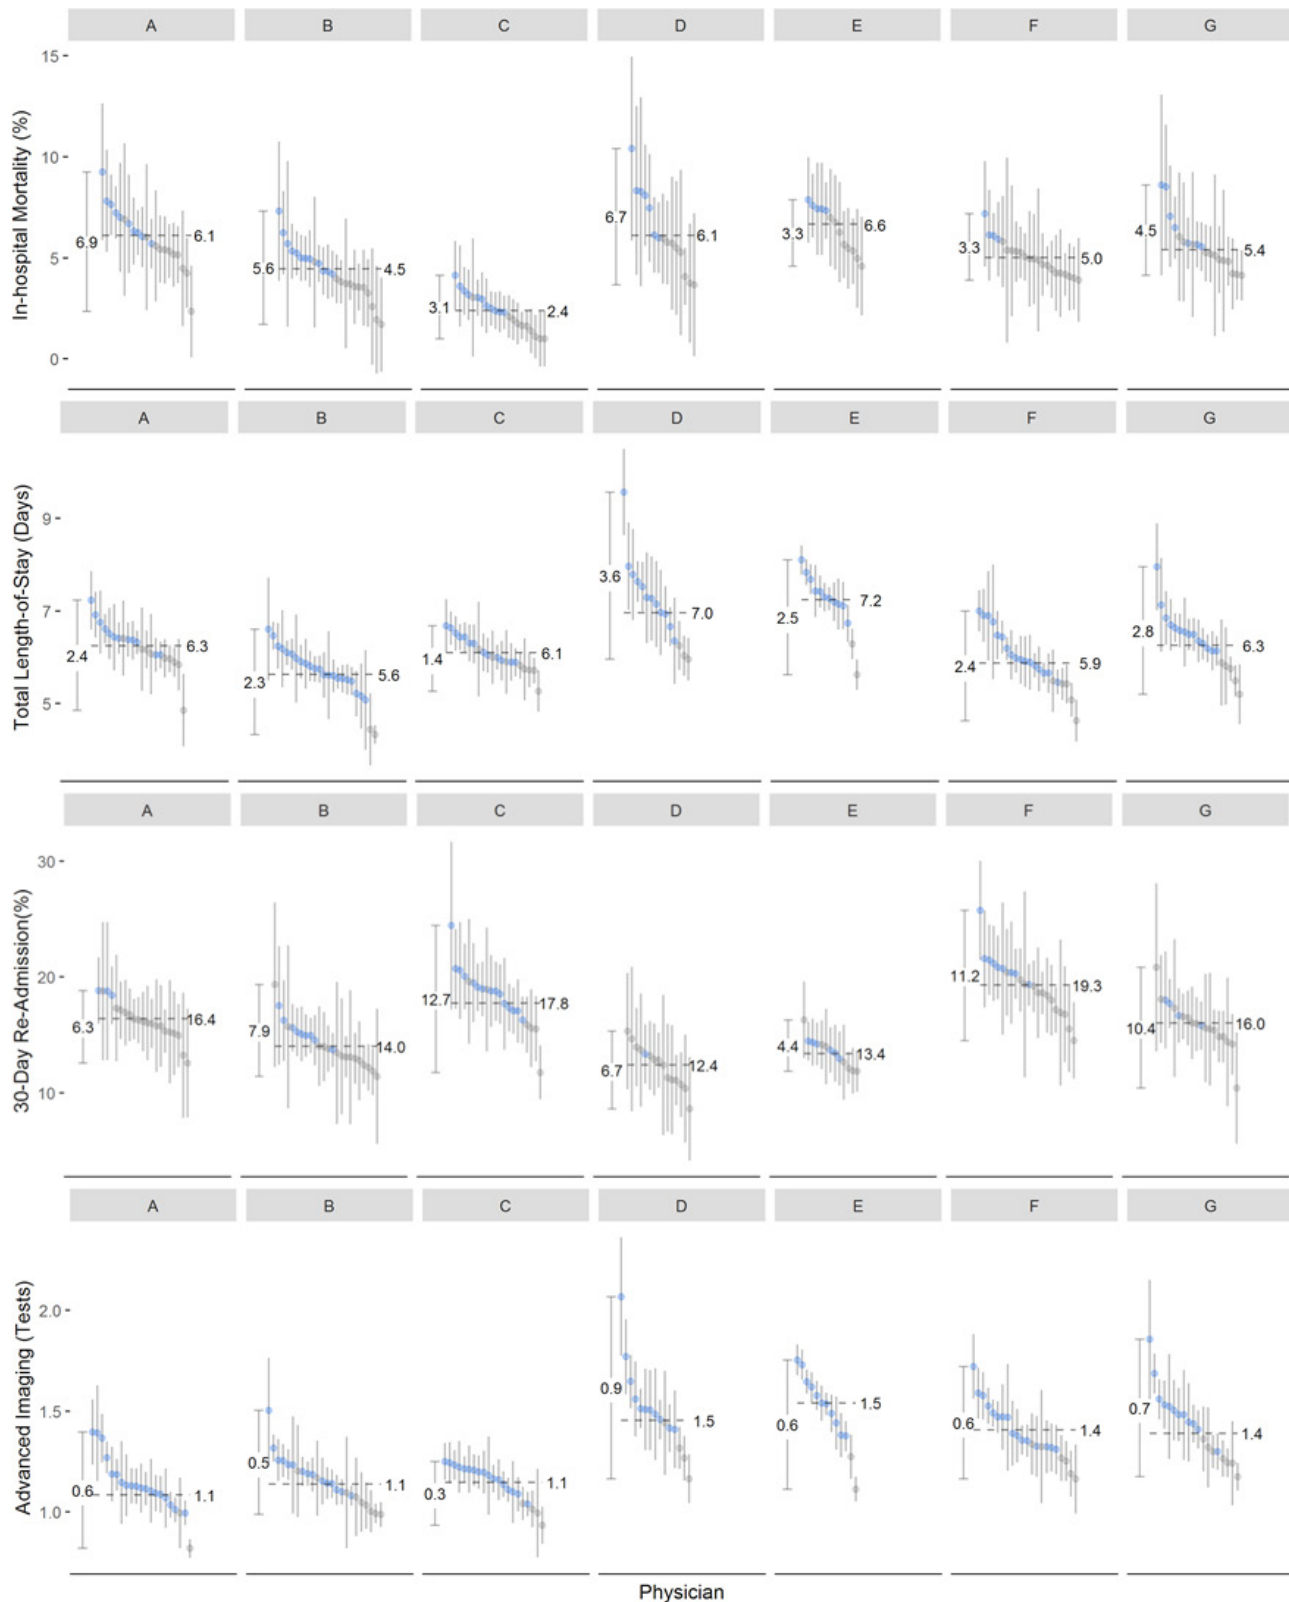 A B C D E F G
In-hospital Mortality (%)
15
10
5
0
6.9 6.1 5.6 4.5 3.1 2.4 6.7 6.1 3.3 6.6 3.3 5.0 4.5 5.4
A B C D E F G
Total Length-of-Stay (Days)
9
7
5
2.4 6.3 2.3 5.6 1.4 6.1 3.6 7.0 2.5 7.2 2.4 5.9 2.8 6.3
A B C D E F G
30-Day Re-Admission(%)
30
20
10
6.3 16.4 7.9 14.0 12.7 17.8 6.7 12.4 4.4 13.4 11.2 19.3 10.4 16.0
A B C D E F G
Advanced Imaging (Tests)
2.0
1.5
1.0
0.6 1.1 0.5 1.1 0.3 1.1 0.9 1.5 0.6 1.5 0.6 1.4 0.7 1.4
Physician